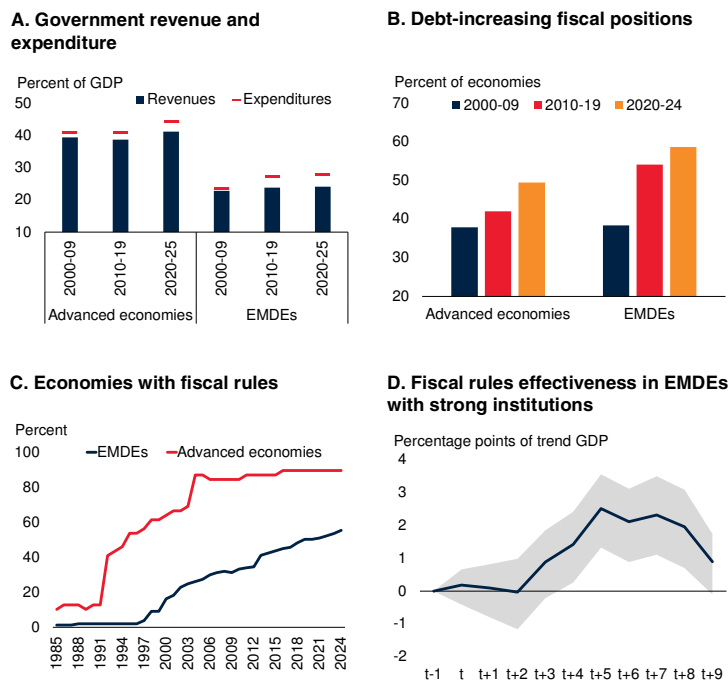 A. Government revenue and
expenditure
Percent of GDP
Revenues Expenditures
50
40
30
20
10
2000-09 2010-19 2020-25 2000-09 2010-19 2020-25
Advanced economies EMDEs
B. Debt-increasing fiscal positions
Percent of economies
2000-09 2010-19 2020-24
70
60
50
40
30
20
Advanced economies EMDEs
C. Economies with fiscal rules
Percent
EMDEs Advanced economies
100
80
60
40
20
0
1985 1988 1991 1994 1997 2000 2003 2006 2009 2012 2015 2018 2021 2024
D. Fiscal rules effectiveness in EMDEs
with strong institutions
Percentage points of trend GDP
4
3
2
1
0
-1
-2
t-1 t t+1 t+2 t+3 t+4 t+5 t+6 t+7 t+8 t+9